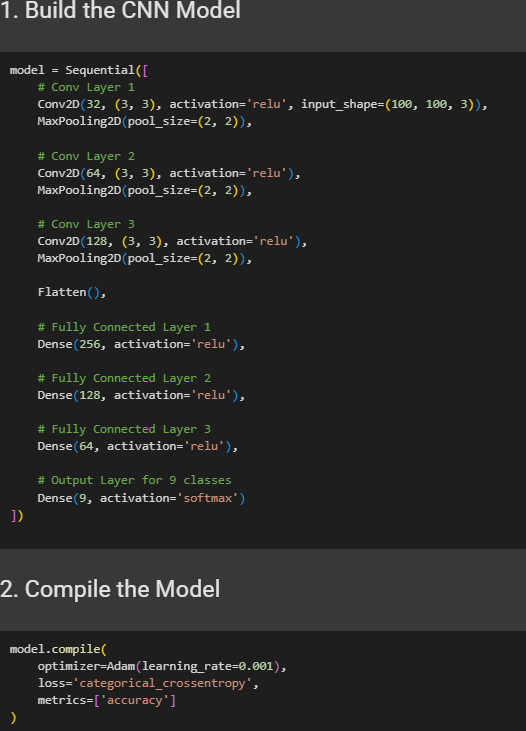 1. Build the CNN Model
model = Sequential([
    # Conv Layer 1
    Conv2D(32, (3, 3), activation='relu', input_shape=(100, 100, 3)),
    MaxPooling2D(pool_size=(2, 2)),
    # Conv Layer 2
    Conv2D(64, (3, 3), activation='relu'),
    MaxPooling2D(pool_size=(2, 2)),
    # Conv Layer 3
    Conv2D(128, (3, 3), activation='relu'),
    MaxPooling2D(pool_size=(2, 2)),
    Flatten(),
    # Fully Connected Layer 1
    Dense(256, activation='relu'),
    # Fully Connected Layer 2
    Dense(128, activation='relu'),
    # Fully Connected Layer 3
    Dense(64, activation='relu'),
    # Output Layer for 9 classes
    Dense(9, activation='softmax')
])
2. Compile the Model
model.compile(
    optimizer=Adam(learning_rate=0.001),
    loss='categorical_crossentropy',
    metrics=['accuracy']
)